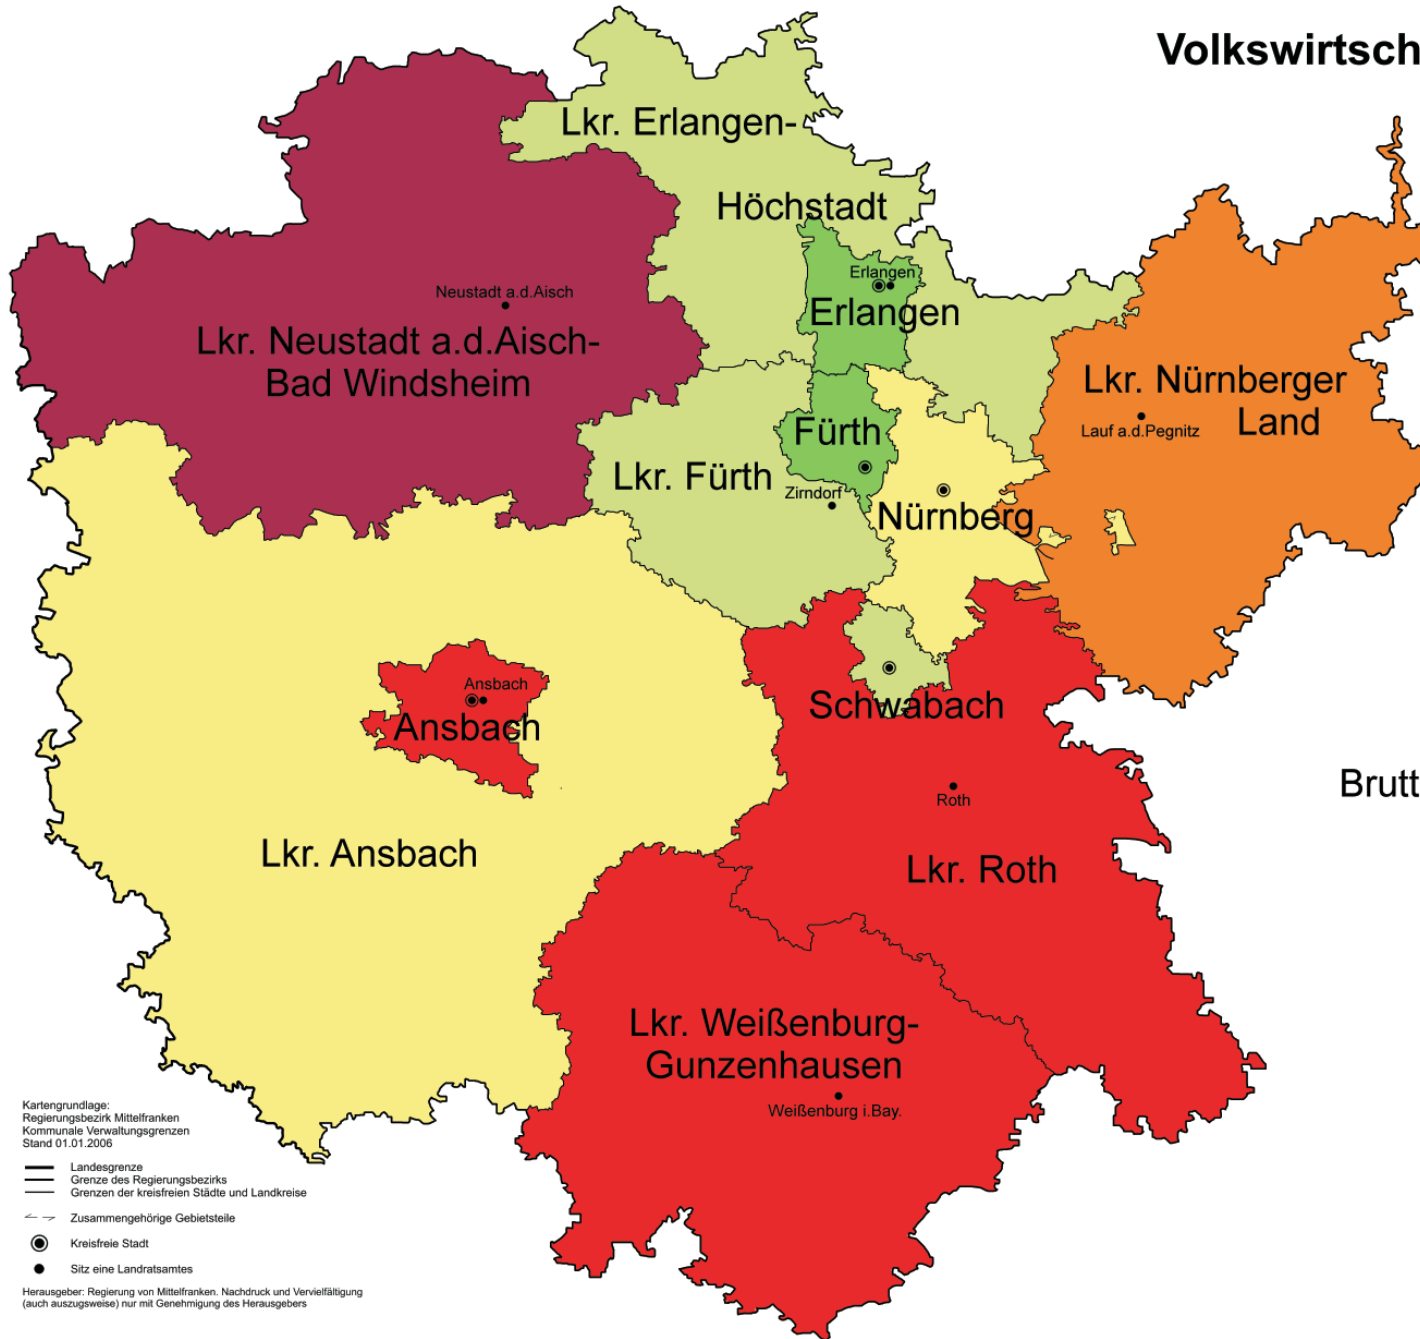 Volkswirtsch
Lkr. Erlangen-
Höchstadt
Erlangen
Erlangen
Neustadt a.d.Aisch
Lkr. Neustadt a.d.Aisch-
Bad Windsheim
Lkr. Nürnberger
Land
Lauf a.d.Pegnitz
Fürth
Lkr. Fürth
Zirndorf
Nürnberg
Ansbach
Ansbach
Schwabach
Brutt
Roth
Lkr. Ansbach
Lkr. Roth
Lkr. Weißenburg-
Gunzenhausen
Weißenburg i.Bay.
Kartengrundlage:
Regierungsbezirk Mittelfranken
Kommunale Verwaltungsgrenzen
Stand 01.01.2006
Landesgrenze
Grenze des Regierungsbezirks
Grenzen der kreisfreien Städte und Landkreise
Zusammengehörige Gebietsteile
Kreisfreie Stadt
Sitz eine Landratsamtes
Herausgeber: Regierung von Mittelfranken. Nachdruck und Vervielfältigung
(auch auszugsweise) nur mit Genehmigung des Herausgebers